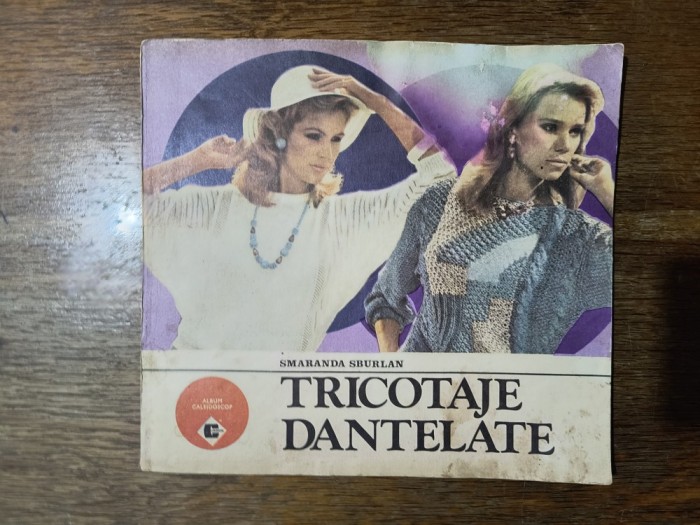 SMARANDA SBURLAN
TRICOTAJE
DANTELATE
ALBUM
CALEIDOSCOP